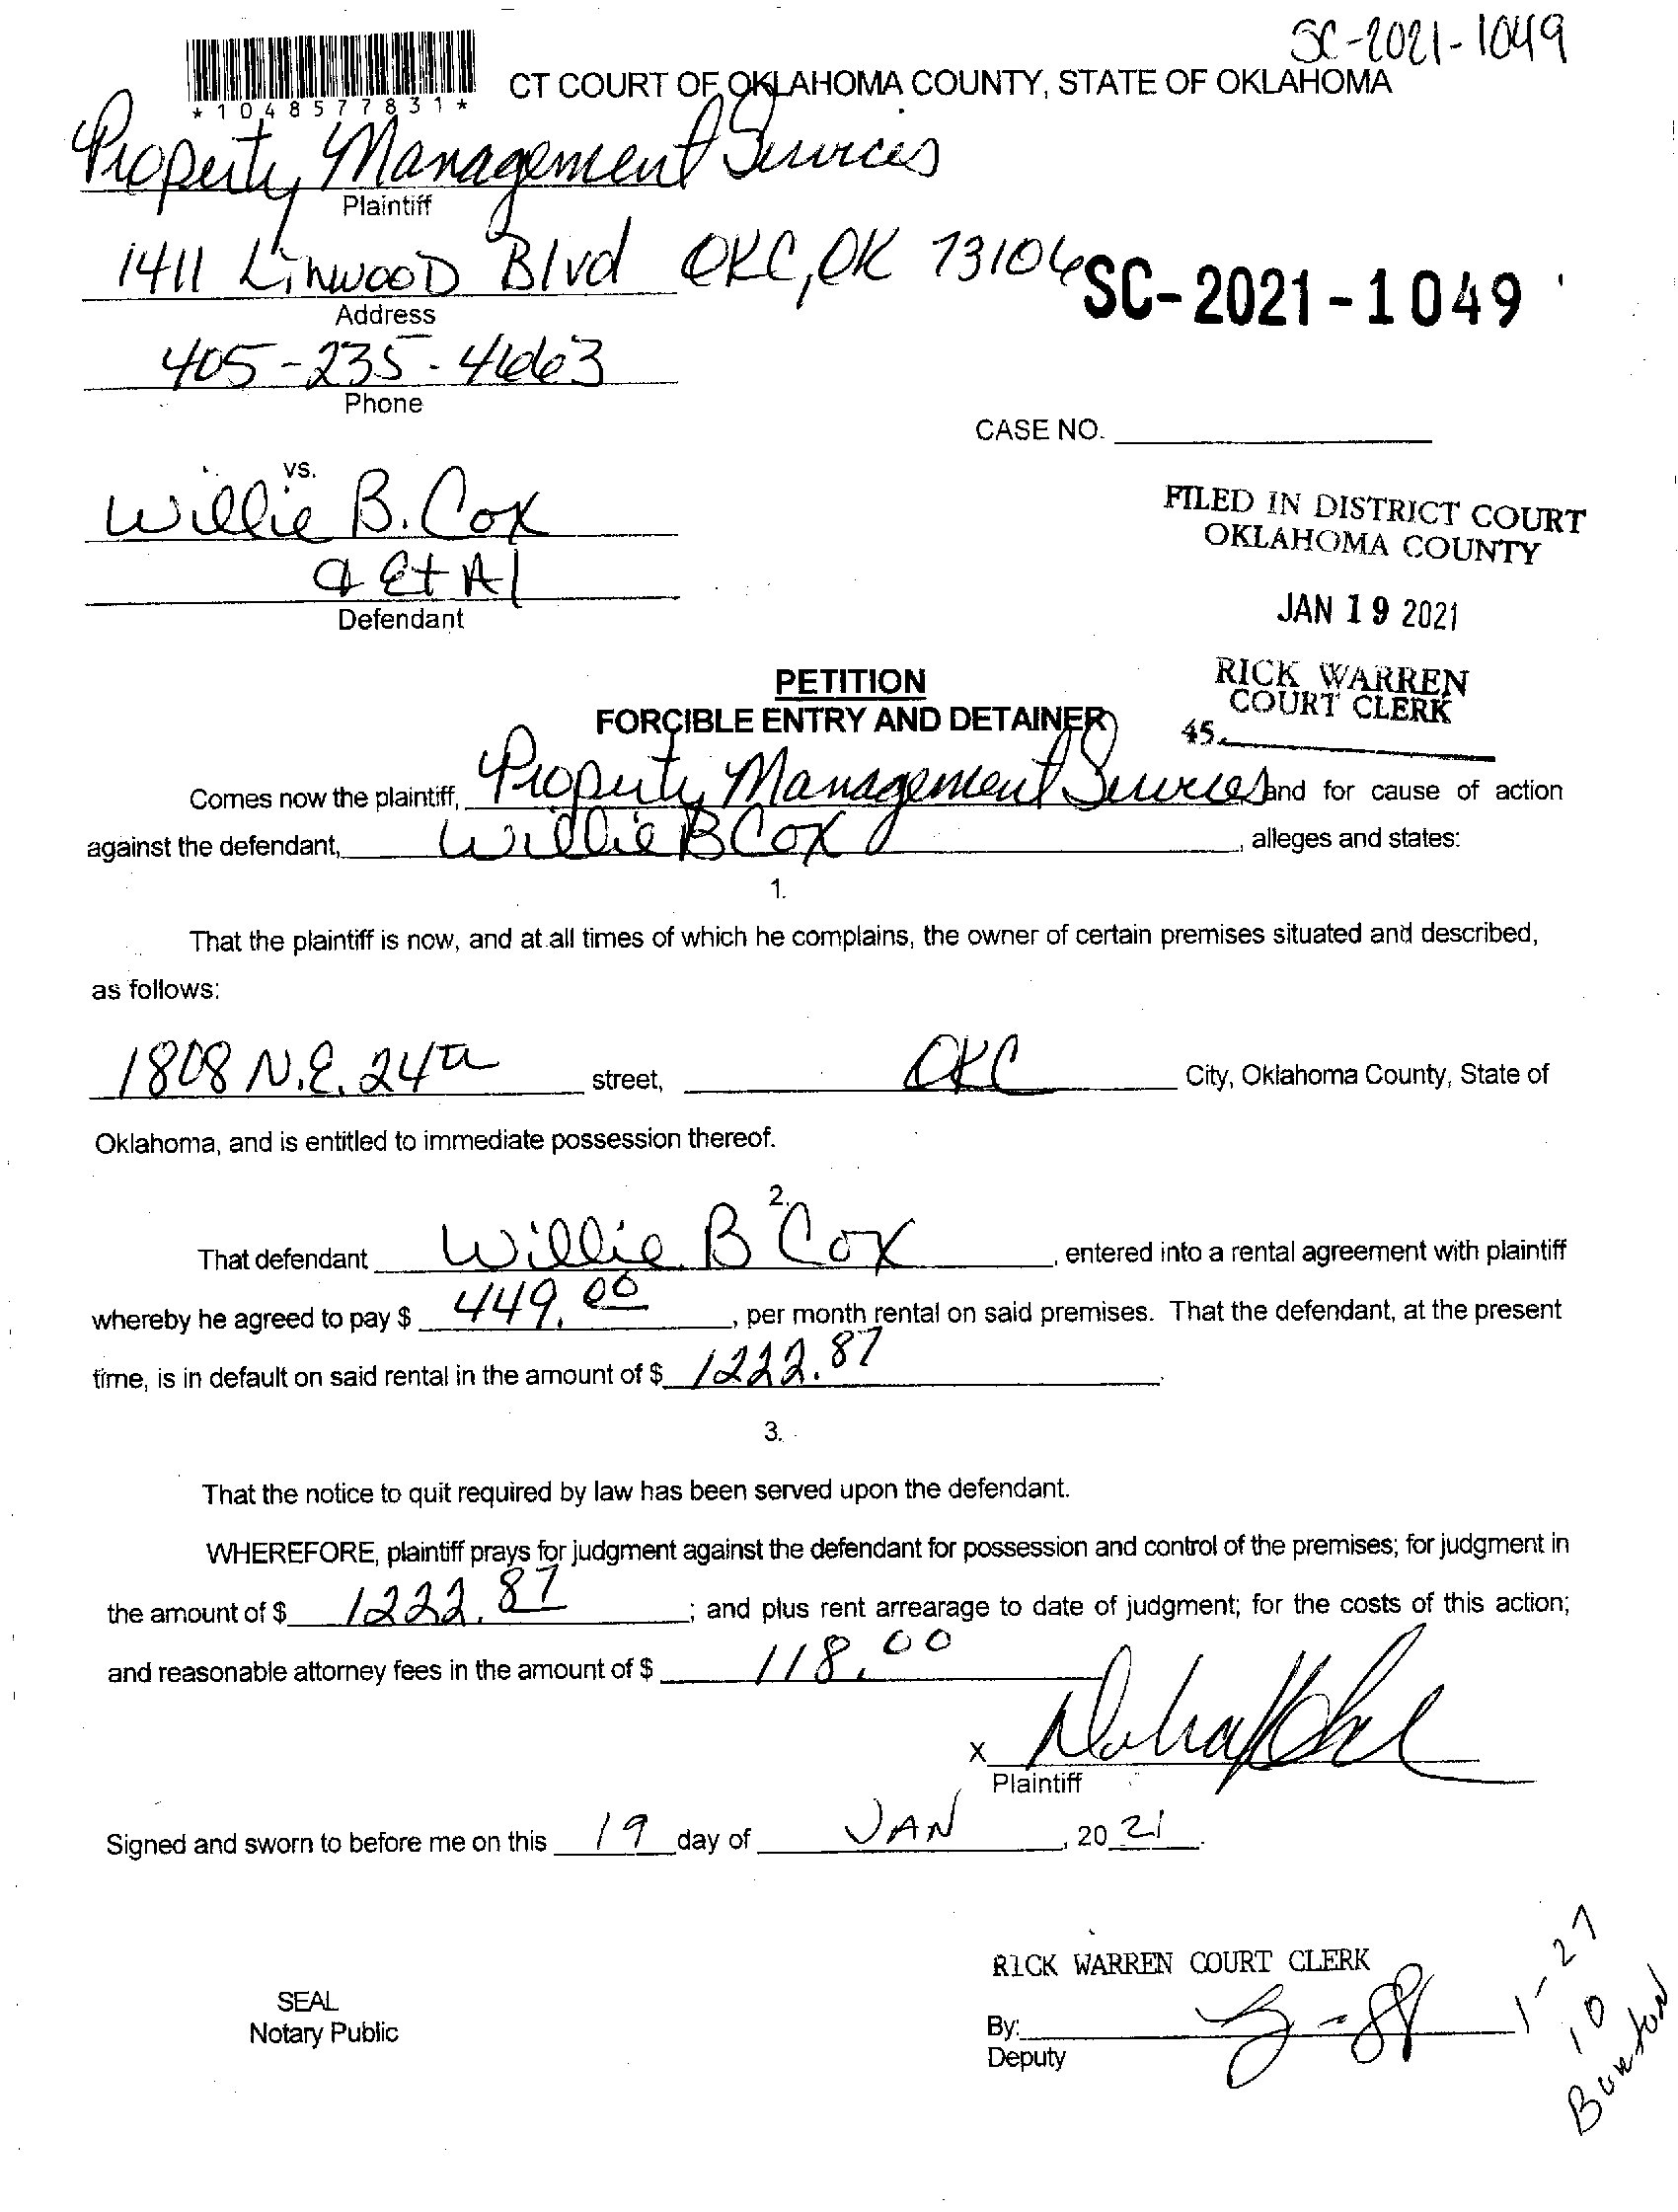 SC-2021-1049
*1048577831*
CT COURT OF OKLAHOMA COUNTY, STATE OF OKLAHOMA
Property Management Services
Plaintiff
1411 Linwood Blvd OKC, OK 73106
SC-2021-1049
Address
405-235-4663
Phone
CASE NO.
vs.
Willie B. Cox
& Et Al
Defendant
FILED IN DISTRICT COURT
OKLAHOMA COUNTY
JAN 19 2021
RICK WARREN
COURT CLERK
45
PETITION
FORCIBLE ENTRY AND DETAINER
Comes now the plaintiff, Property Management Services and for cause of action
against the defendant, Willie B Cox, alleges and states:
1.
That the plaintiff is now, and at all times of which he complains, the owner of certain premises situated and described,
as follows:
1808 N.E. 24th street, OKC City, Oklahoma County, State of
Oklahoma, and is entitled to immediate possession thereof.
2.
That defendant Willie B Cox, entered into a rental agreement with plaintiff
whereby he agreed to pay $ 449.00, per month rental on said premises. That the defendant, at the present
time, is in default on said rental in the amount of $ 1222.87.
3.
That the notice to quit required by law has been served upon the defendant.
WHEREFORE, plaintiff prays for judgment against the defendant for possession and control of the premises; for judgment in
the amount of $ 1222.87; and plus rent arrearage to date of judgment; for the costs of this action;
and reasonable attorney fees in the amount of $ 118.00
X
Plaintiff
Signed and sworn to before me on this 19 day of JAN, 2021.
RICK WARREN COURT CLERK
SEAL
Notary Public
By:
Deputy
1-27
10
Burton